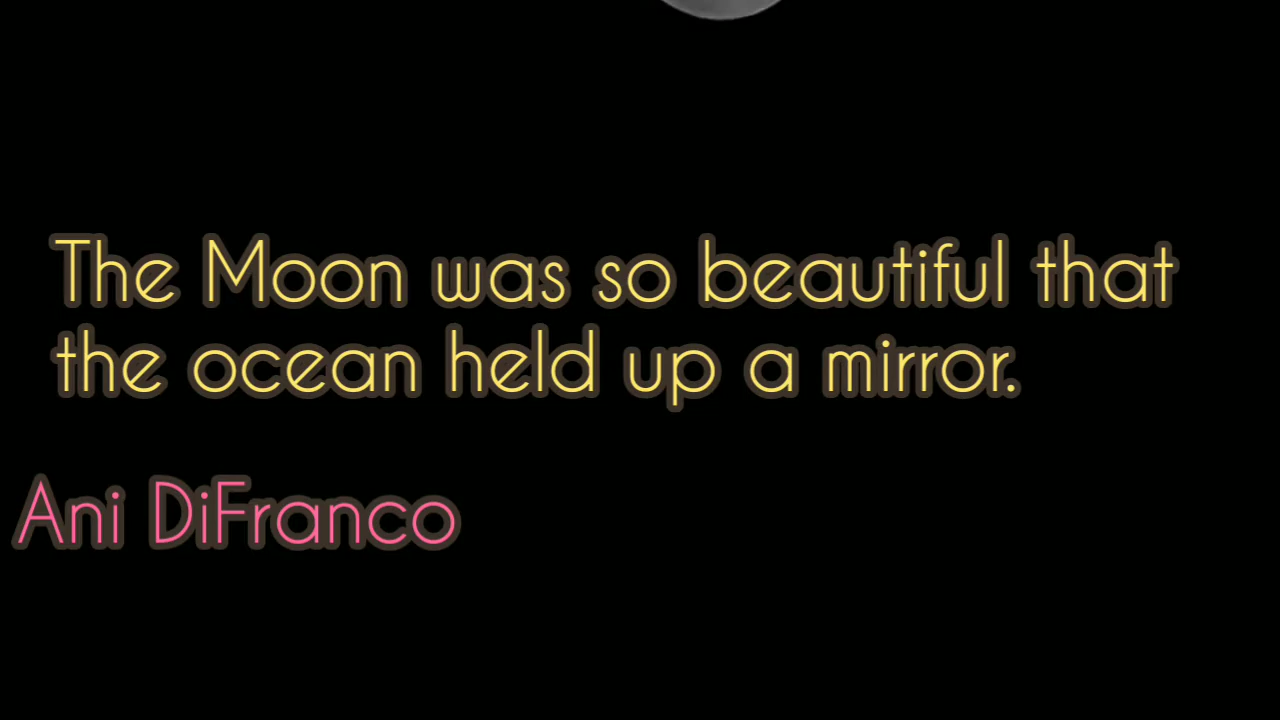 The Moon was so beautiful that
the ocean held up a mirror.
Ani DiFranco